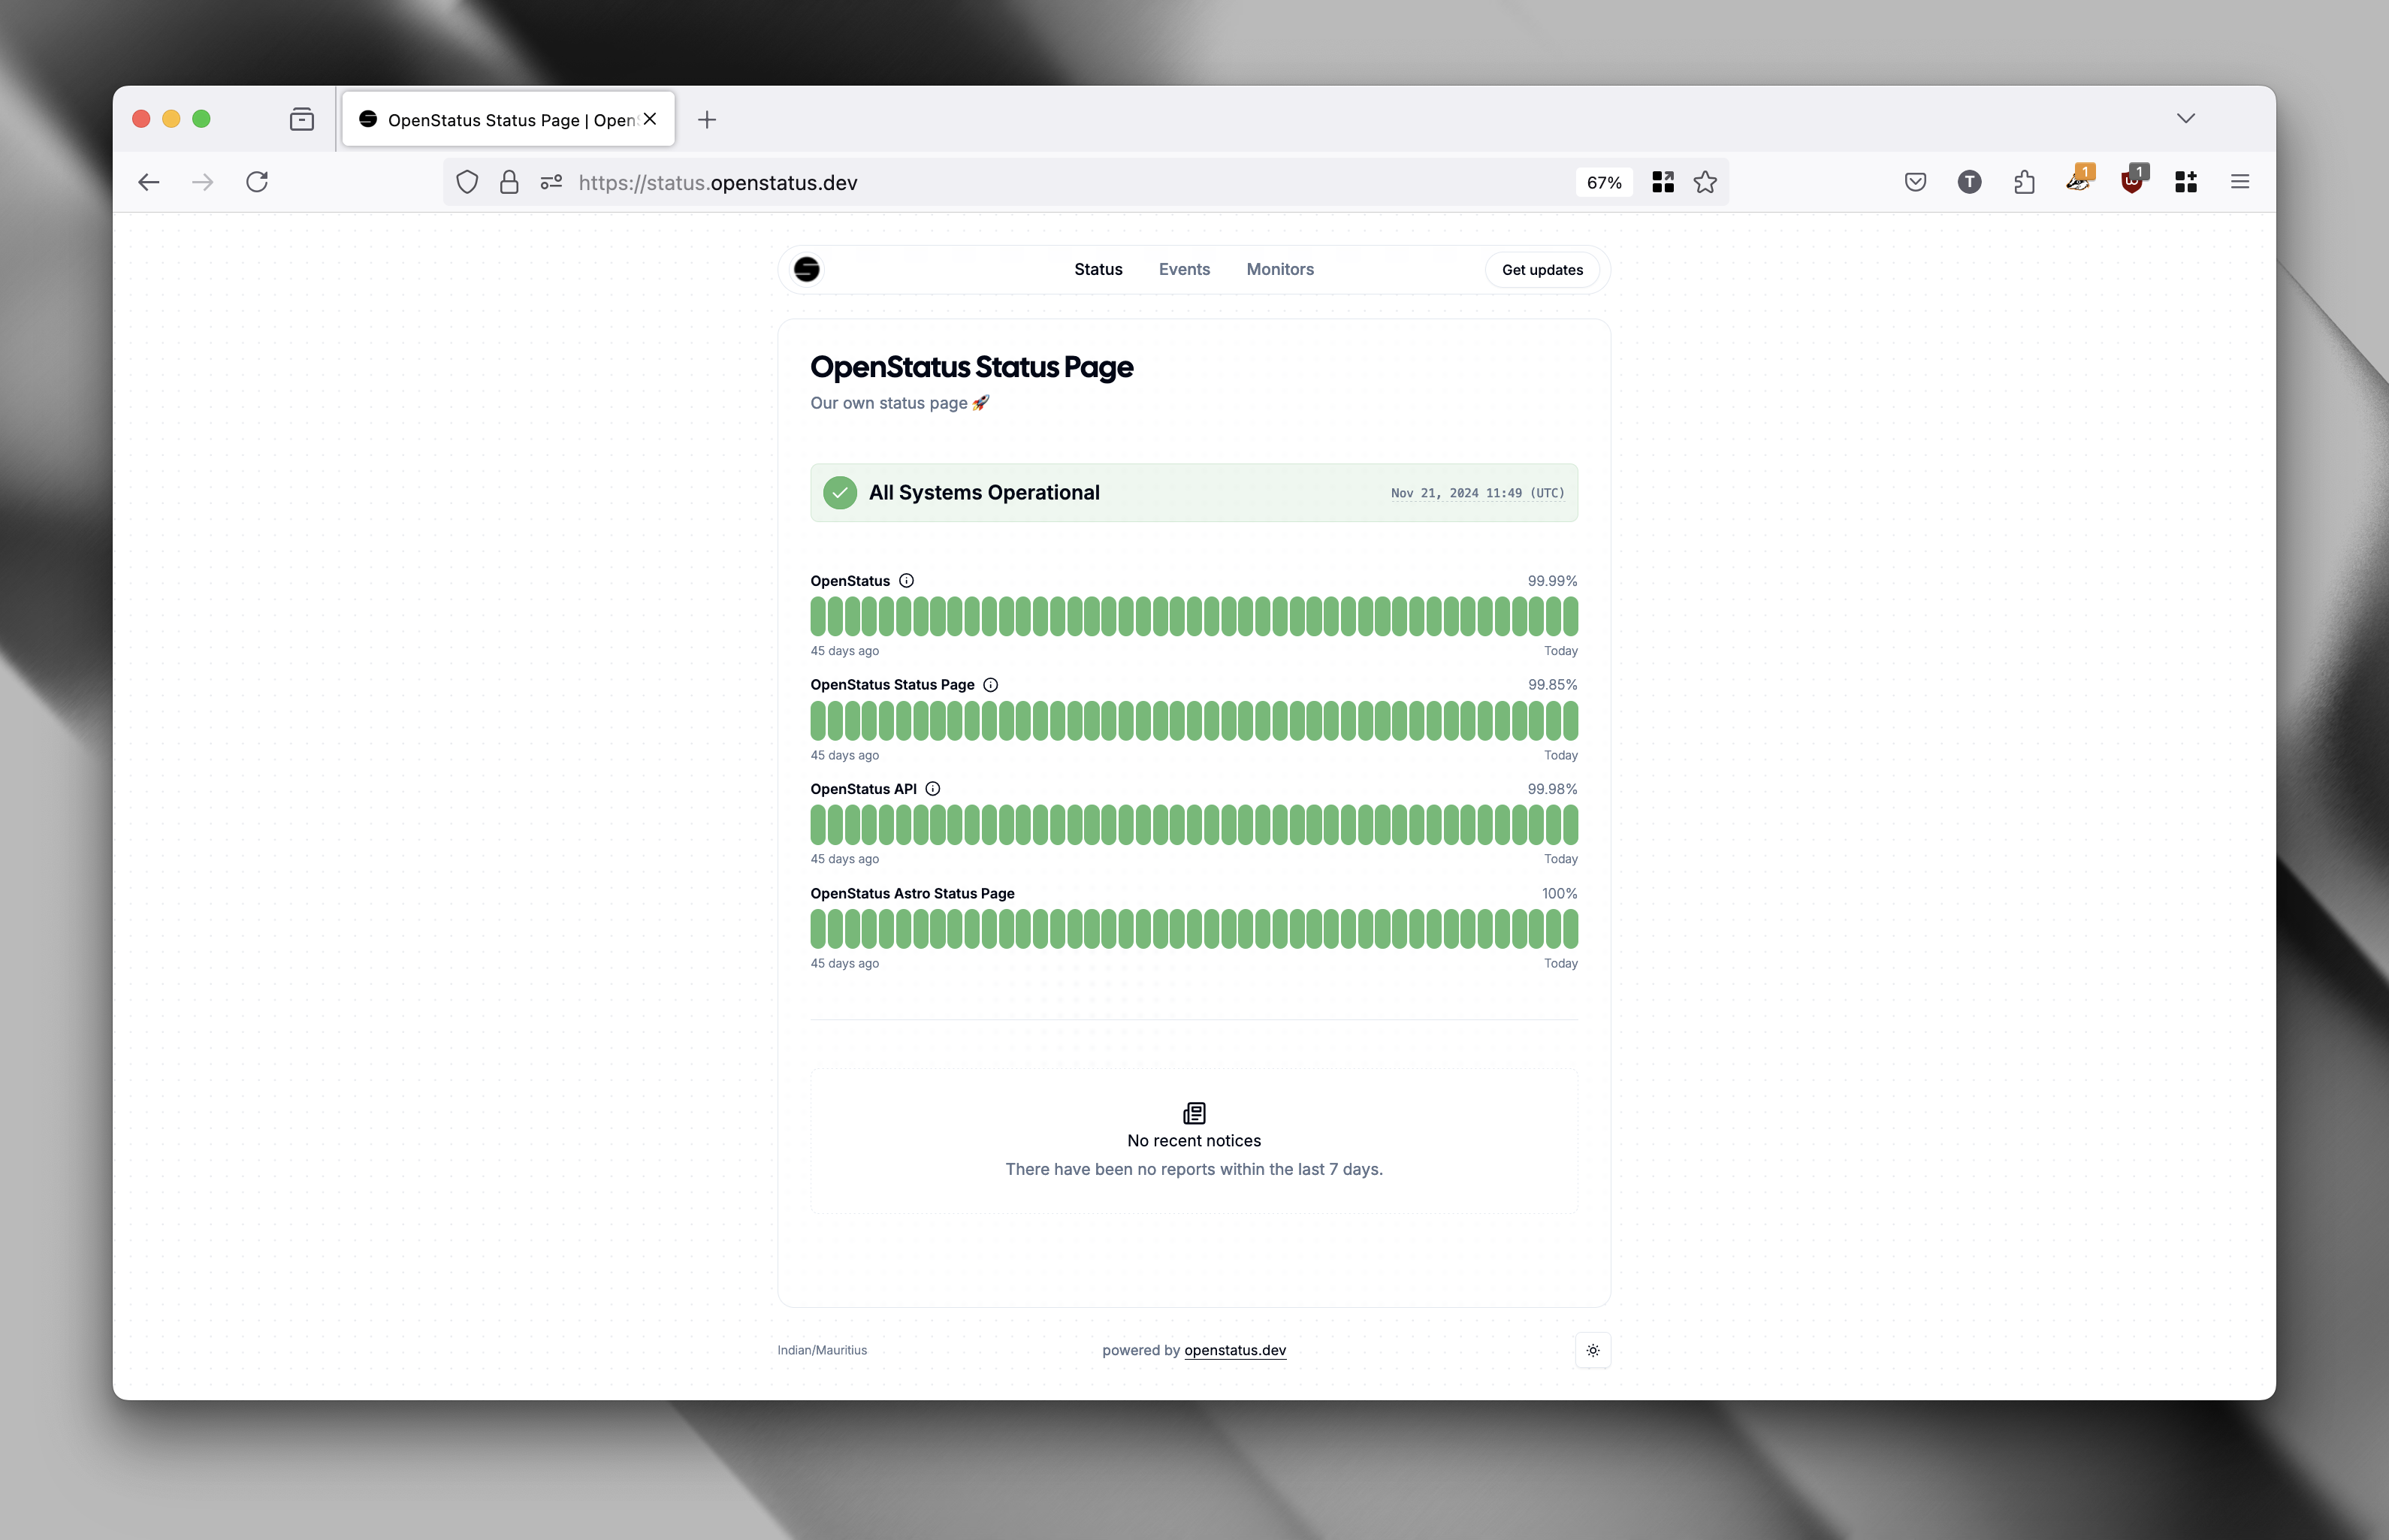 OpenStatus Status Page | Open
https://status.openstatus.dev
67%
T
1
1
Status
Events
Monitors
Get updates
OpenStatus Status Page
Our own status page 🚀
All Systems Operational
Nov 21, 2024 11:49 (UTC)
OpenStatus
99.99%
45 days ago
Today
OpenStatus Status Page
99.85%
45 days ago
Today
OpenStatus API
99.98%
45 days ago
Today
OpenStatus Astro Status Page
100%
45 days ago
Today
No recent notices
There have been no reports within the last 7 days.
Indian/Mauritius
powered by openstatus.dev